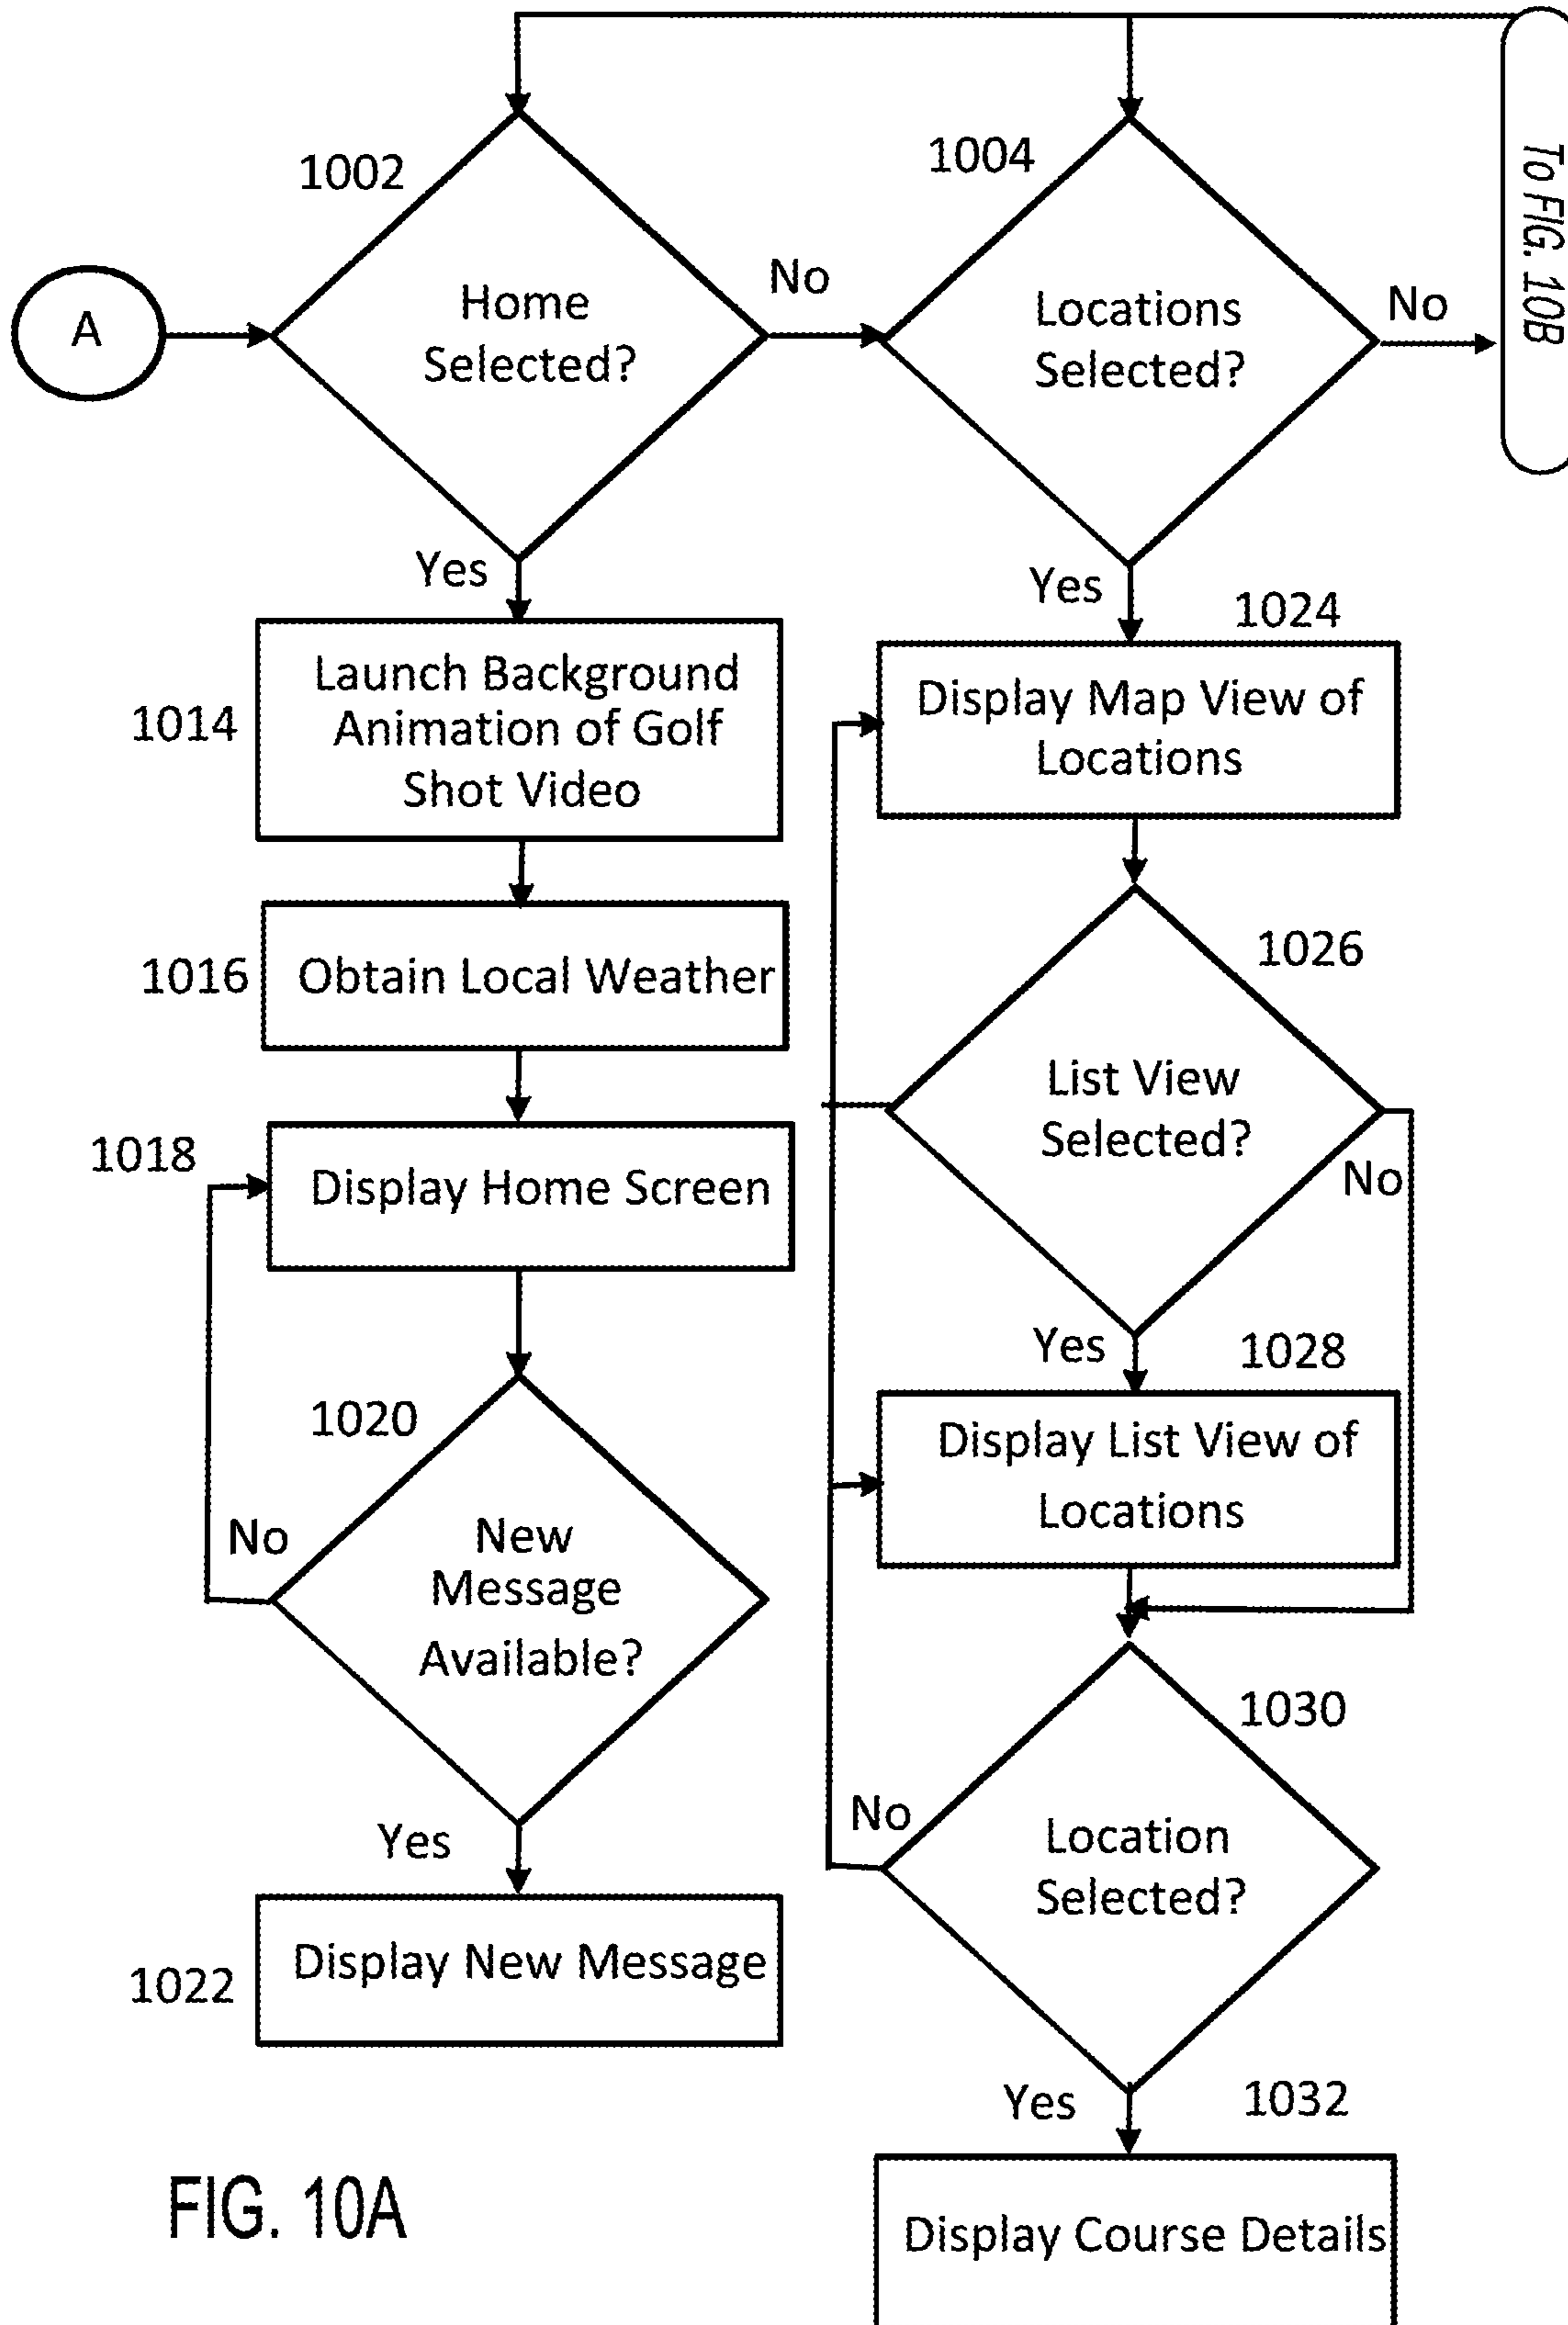 1002
1004
To FIG. 10B
A
Home
Selected?
No
Locations
Selected?
No
Yes
Yes
1014
Launch Background
Animation of Golf
Shot Video
1024
Display Map View of
Locations
1016
Obtain Local Weather
1026
List View
Selected?
No
1018
Display Home Screen
Yes
1028
Display List View of
Locations
1020
New
Message
Available?
No
1030
Location
Selected?
No
Yes
1022
Display New Message
Yes
1032
Display Course Details
FIG. 10A